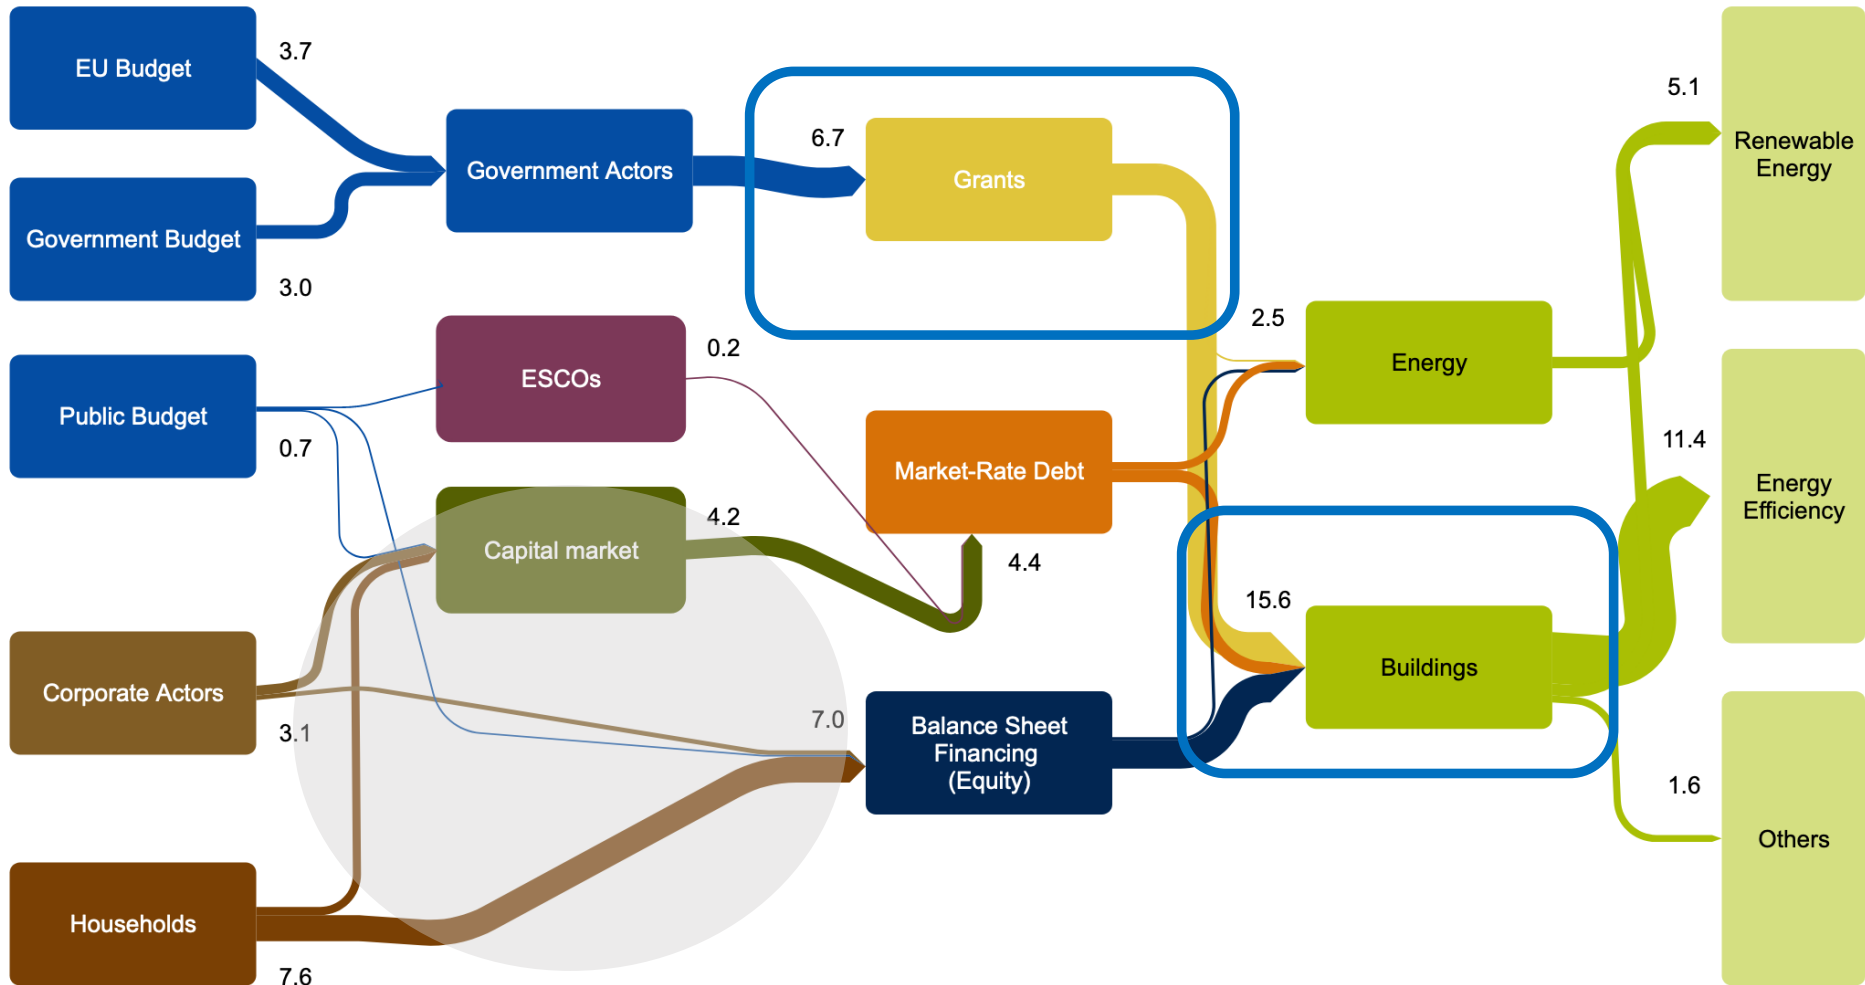 EU Budget
3.7
Government Budget
3.0
Public Budget
0.7
Corporate Actors
3.1
Households
7.6
Government Actors
ESCOs
0.2
Capital market
4.2
6.7
Grants
Market-Rate Debt
4.4
7.0
Balance Sheet
Financing
(Equity)
2.5
Energy
15.6
Buildings
5.1
Renewable
Energy
11.4
Energy
Efficiency
1.6
Others